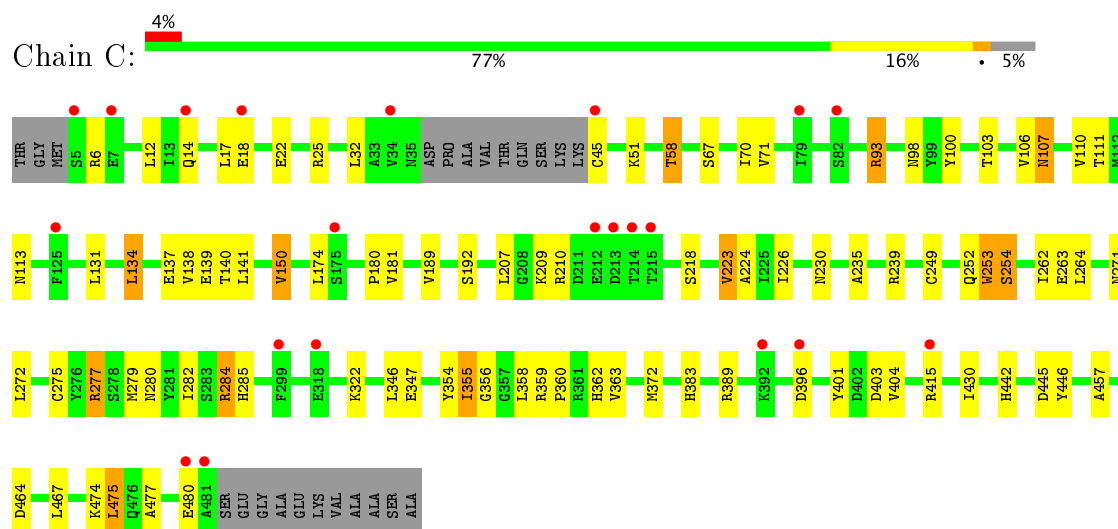 4%
Chain C:
77% 16% • 5%
THR GLY MET S5 R6 E7 L12 I13 Q14 L17 E18 E22 R25 L32 A33 V34 N35 ASP PRO ALA VAL THR GLN SER LYS LYS C45 K51 T58 S67 I70 V71 I79 S82 R93 N98 Y99 Y100 T103 V106 N107 V110 T111 M112
N113 F125 L131 L134 E137 V138 E139 T140 L141 V150 L174 S175 P180 V181 V189 S192 L207 G208 K209 R210 D211 E212 D213 T214 T215 S218 V223 A224 I225 I226 N230 A235 R239 C249 Q252 W253 S254 I262 E263 L264 N271
L272 C275 Y276 R277 S278 M279 N280 Y281 I282 S283 R284 H285 F299 E318 K322 L346 E347 Y354 I355 G356 G357 L358 R359 P360 R361 H362 V363 M372 H383 R389 K392 D396 Y401 D402 D403 V404 R415 I430 H442 D445 Y446 A457
D464 L467 K474 L475 Q476 A477 E480 A481 SER GLU GLY ALA GLU LYS VAL ALA ALA SER ALA